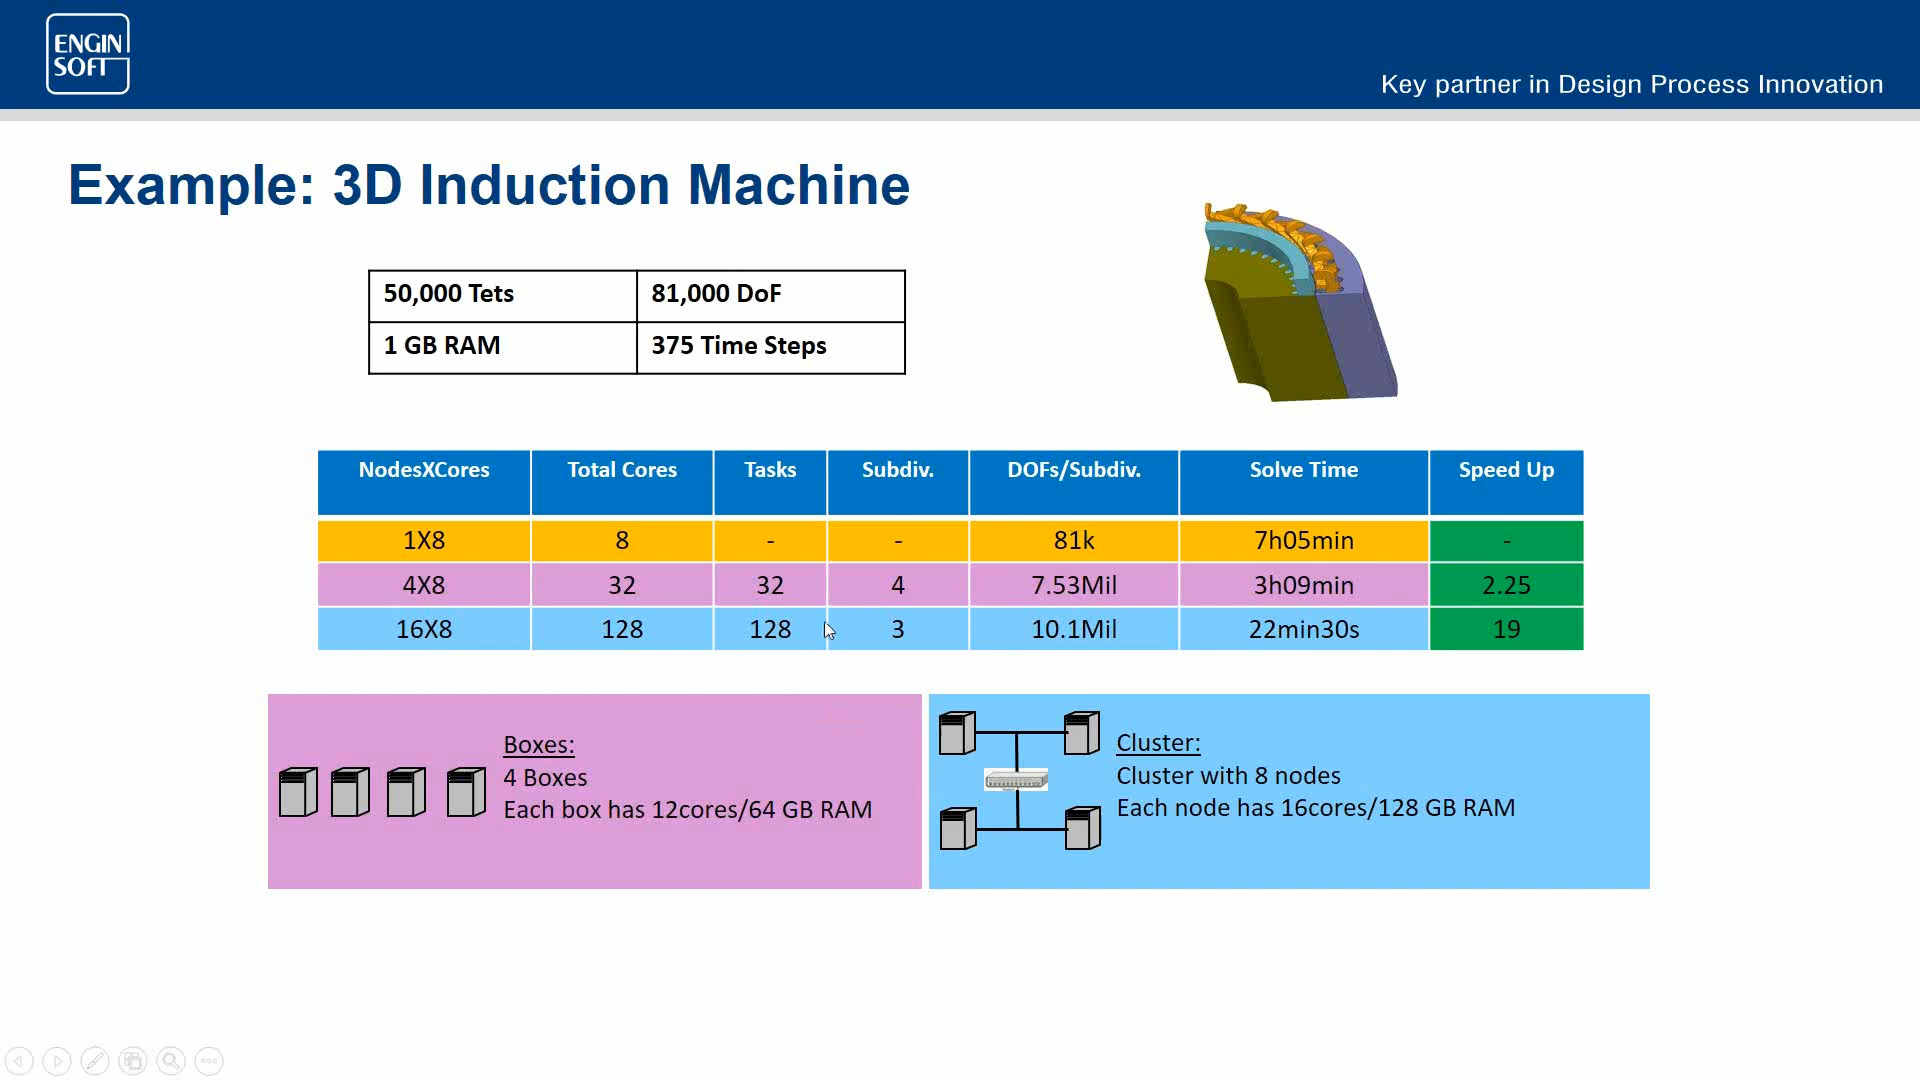 ENGIN
SOFT
Key partner in Design Process Innovation
Example: 3D Induction Machine
50,000 Tets 81,000 DoF
1 GB RAM 375 Time Steps
NodesXCores Total Cores Tasks Subdiv. DOFs/Subdiv. Solve Time Speed Up
1X8 8 - - 81k 7h05min -
4X8 32 32 4 7.53Mil 3h09min 2.25
16X8 128 128 3 10.1Mil 22min30s 19
Boxes:
4 Boxes
Each box has 12cores/64 GB RAM
Cluster:
Cluster with 8 nodes
Each node has 16cores/128 GB RAM